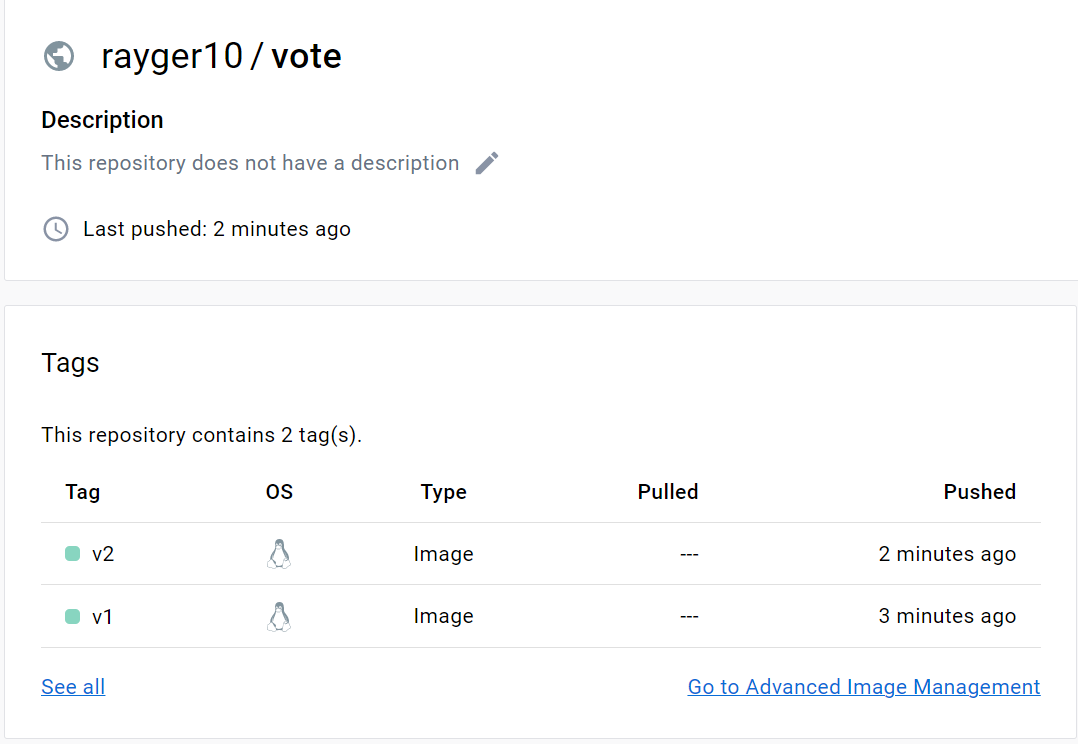 rayger10 / vote
Description
This repository does not have a description
Last pushed: 2 minutes ago
Tags
This repository contains 2 tag(s).
Tag OS Type Pulled Pushed
v2 Image --- 2 minutes ago
v1 Image --- 3 minutes ago
See all Go to Advanced Image Management